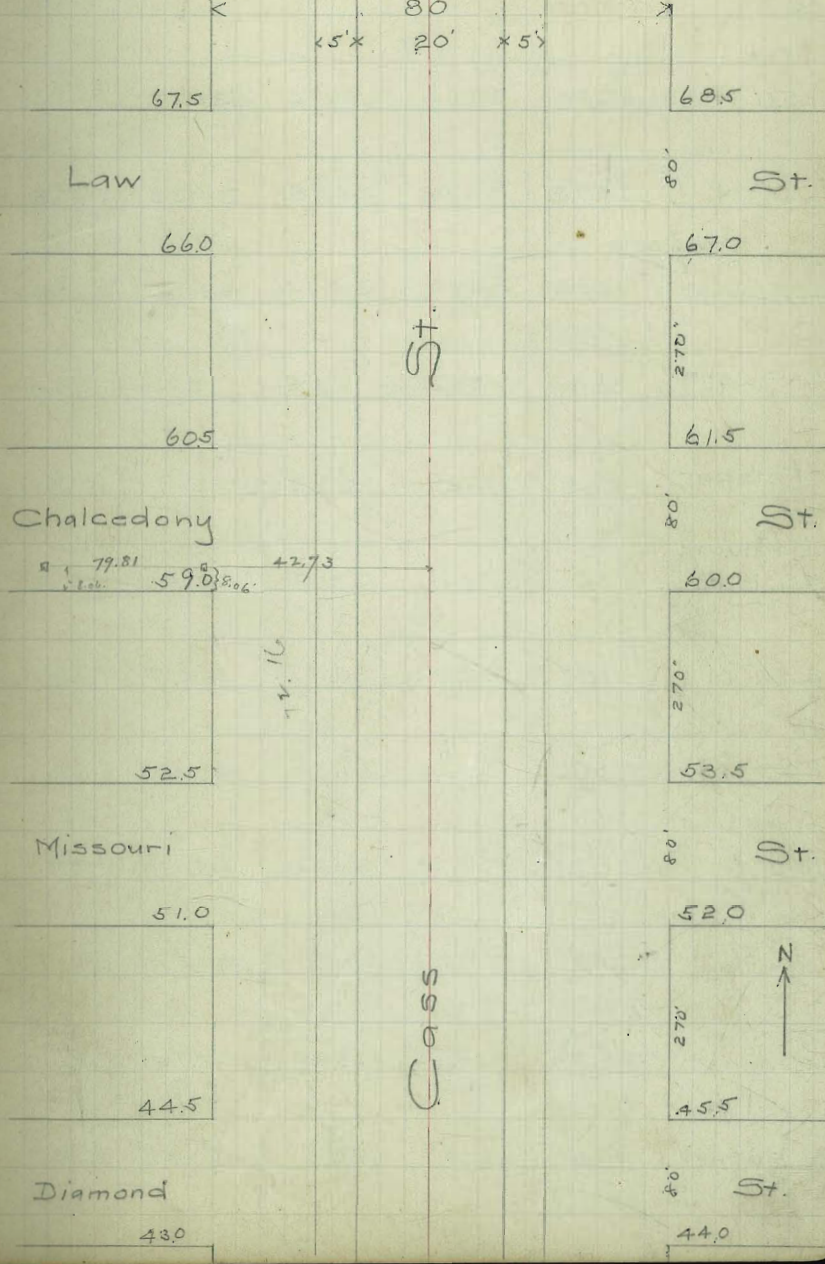 80
5' 20' 5'
67.5 68.5
Law 80' St.
66.0 67.0
St. 270'
60.5 61.5
Chalcedony 80' St.
79.81 42.73
8.06 59.0 8.06 60.0
270'
52.5 53.5
Missouri 80' St.
51.0 52.0
N
Cass 270'
44.5 45.5
Diamond 80' St.
43.0 44.0